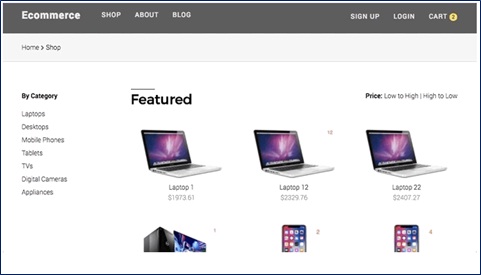 Ecommerce SHOP ABOUT BLOG SIGN UP LOGIN CART 2
Home > Shop
By Category
Laptops
Desktops
Mobile Phones
Tablets
TVs
Digital Cameras
Appliances
Featured
Price: Low to High | High to Low
Laptop 1 Laptop 12 Laptop 22
$1973.61 $2329.76 $2407.27
1 2 4